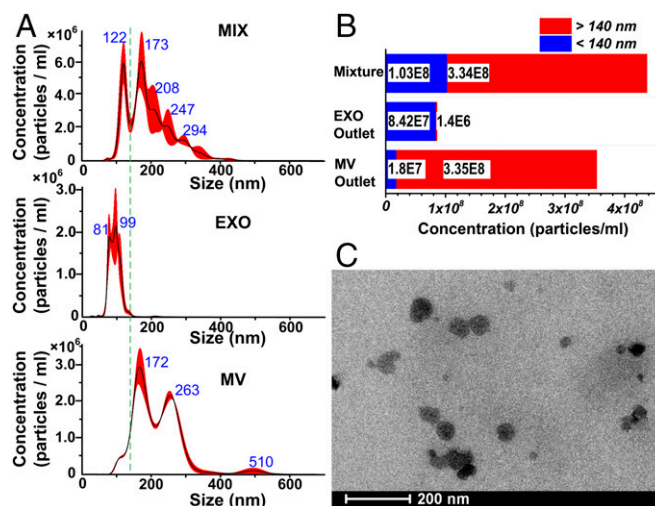 A
MIX
×10⁶
122
173
208
247
294
Concentration
(particles / ml)
6.0
4.0
2.0
0
0 200 400 600
Size (nm)
EXO
×10⁶
81
99
Concentration
(particles / ml)
3.0
2.0
1.0
0
0 200 400 600
Size (nm)
MV
×10⁶
172
263
510
Concentration
(particles / ml)
3.0
2.0
1.0
0
0 200 400 600
Size (nm)
B
> 140 nm
< 140 nm
Mixture
1.03E8 3.34E8
EXO
Outlet
8.42E7 1.4E6
MV
Outlet
1.8E7 3.35E8
0 1x10⁸ 2x10⁸ 3x10⁸ 4x10⁸
Concentration (particles/ml)
C
200 nm